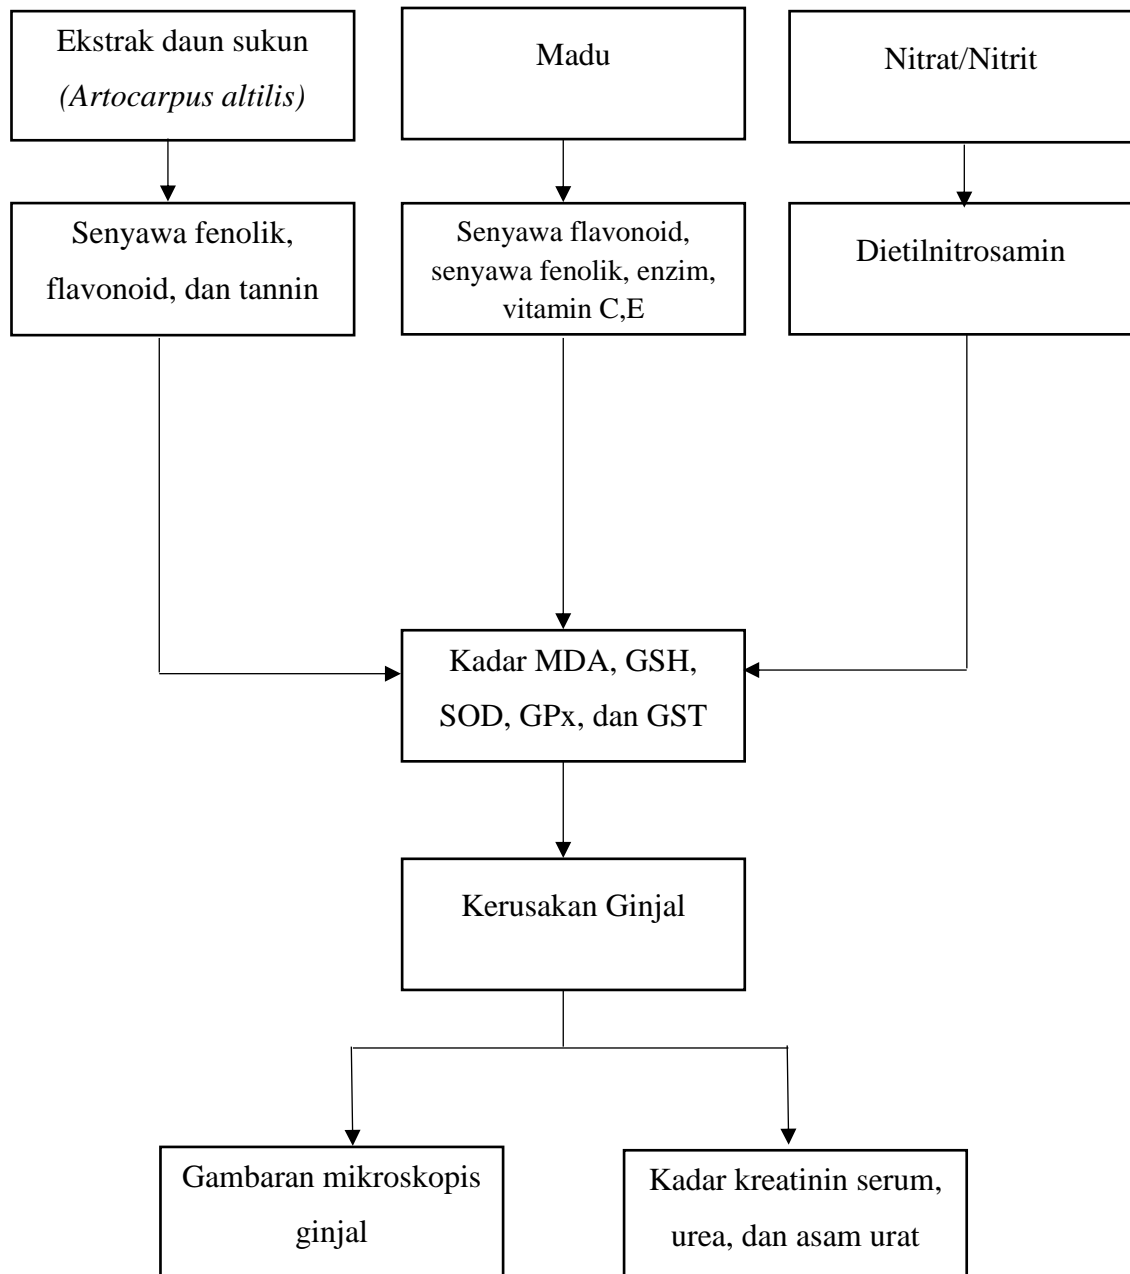 Ekstrak daun sukun
(Artocarpus altilis)
Madu
Nitrat/Nitrit
Senyawa fenolik,
flavonoid, dan tannin
Senyawa flavonoid,
senyawa fenolik, enzim,
vitamin C,E
Dietilnitrosamin
Kadar MDA, GSH,
SOD, GPx, dan GST
Kerusakan Ginjal
Gambaran mikroskopis
ginjal
Kadar kreatinin serum,
urea, dan asam urat